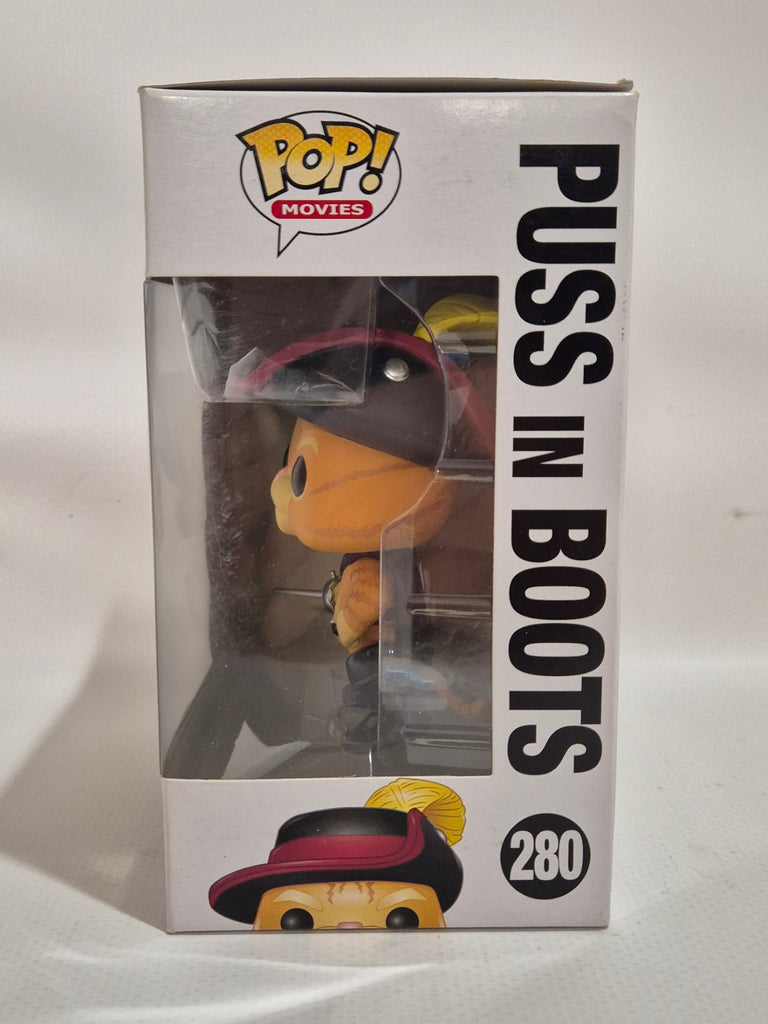 POP!
MOVIES
PUSS IN BOOTS
280